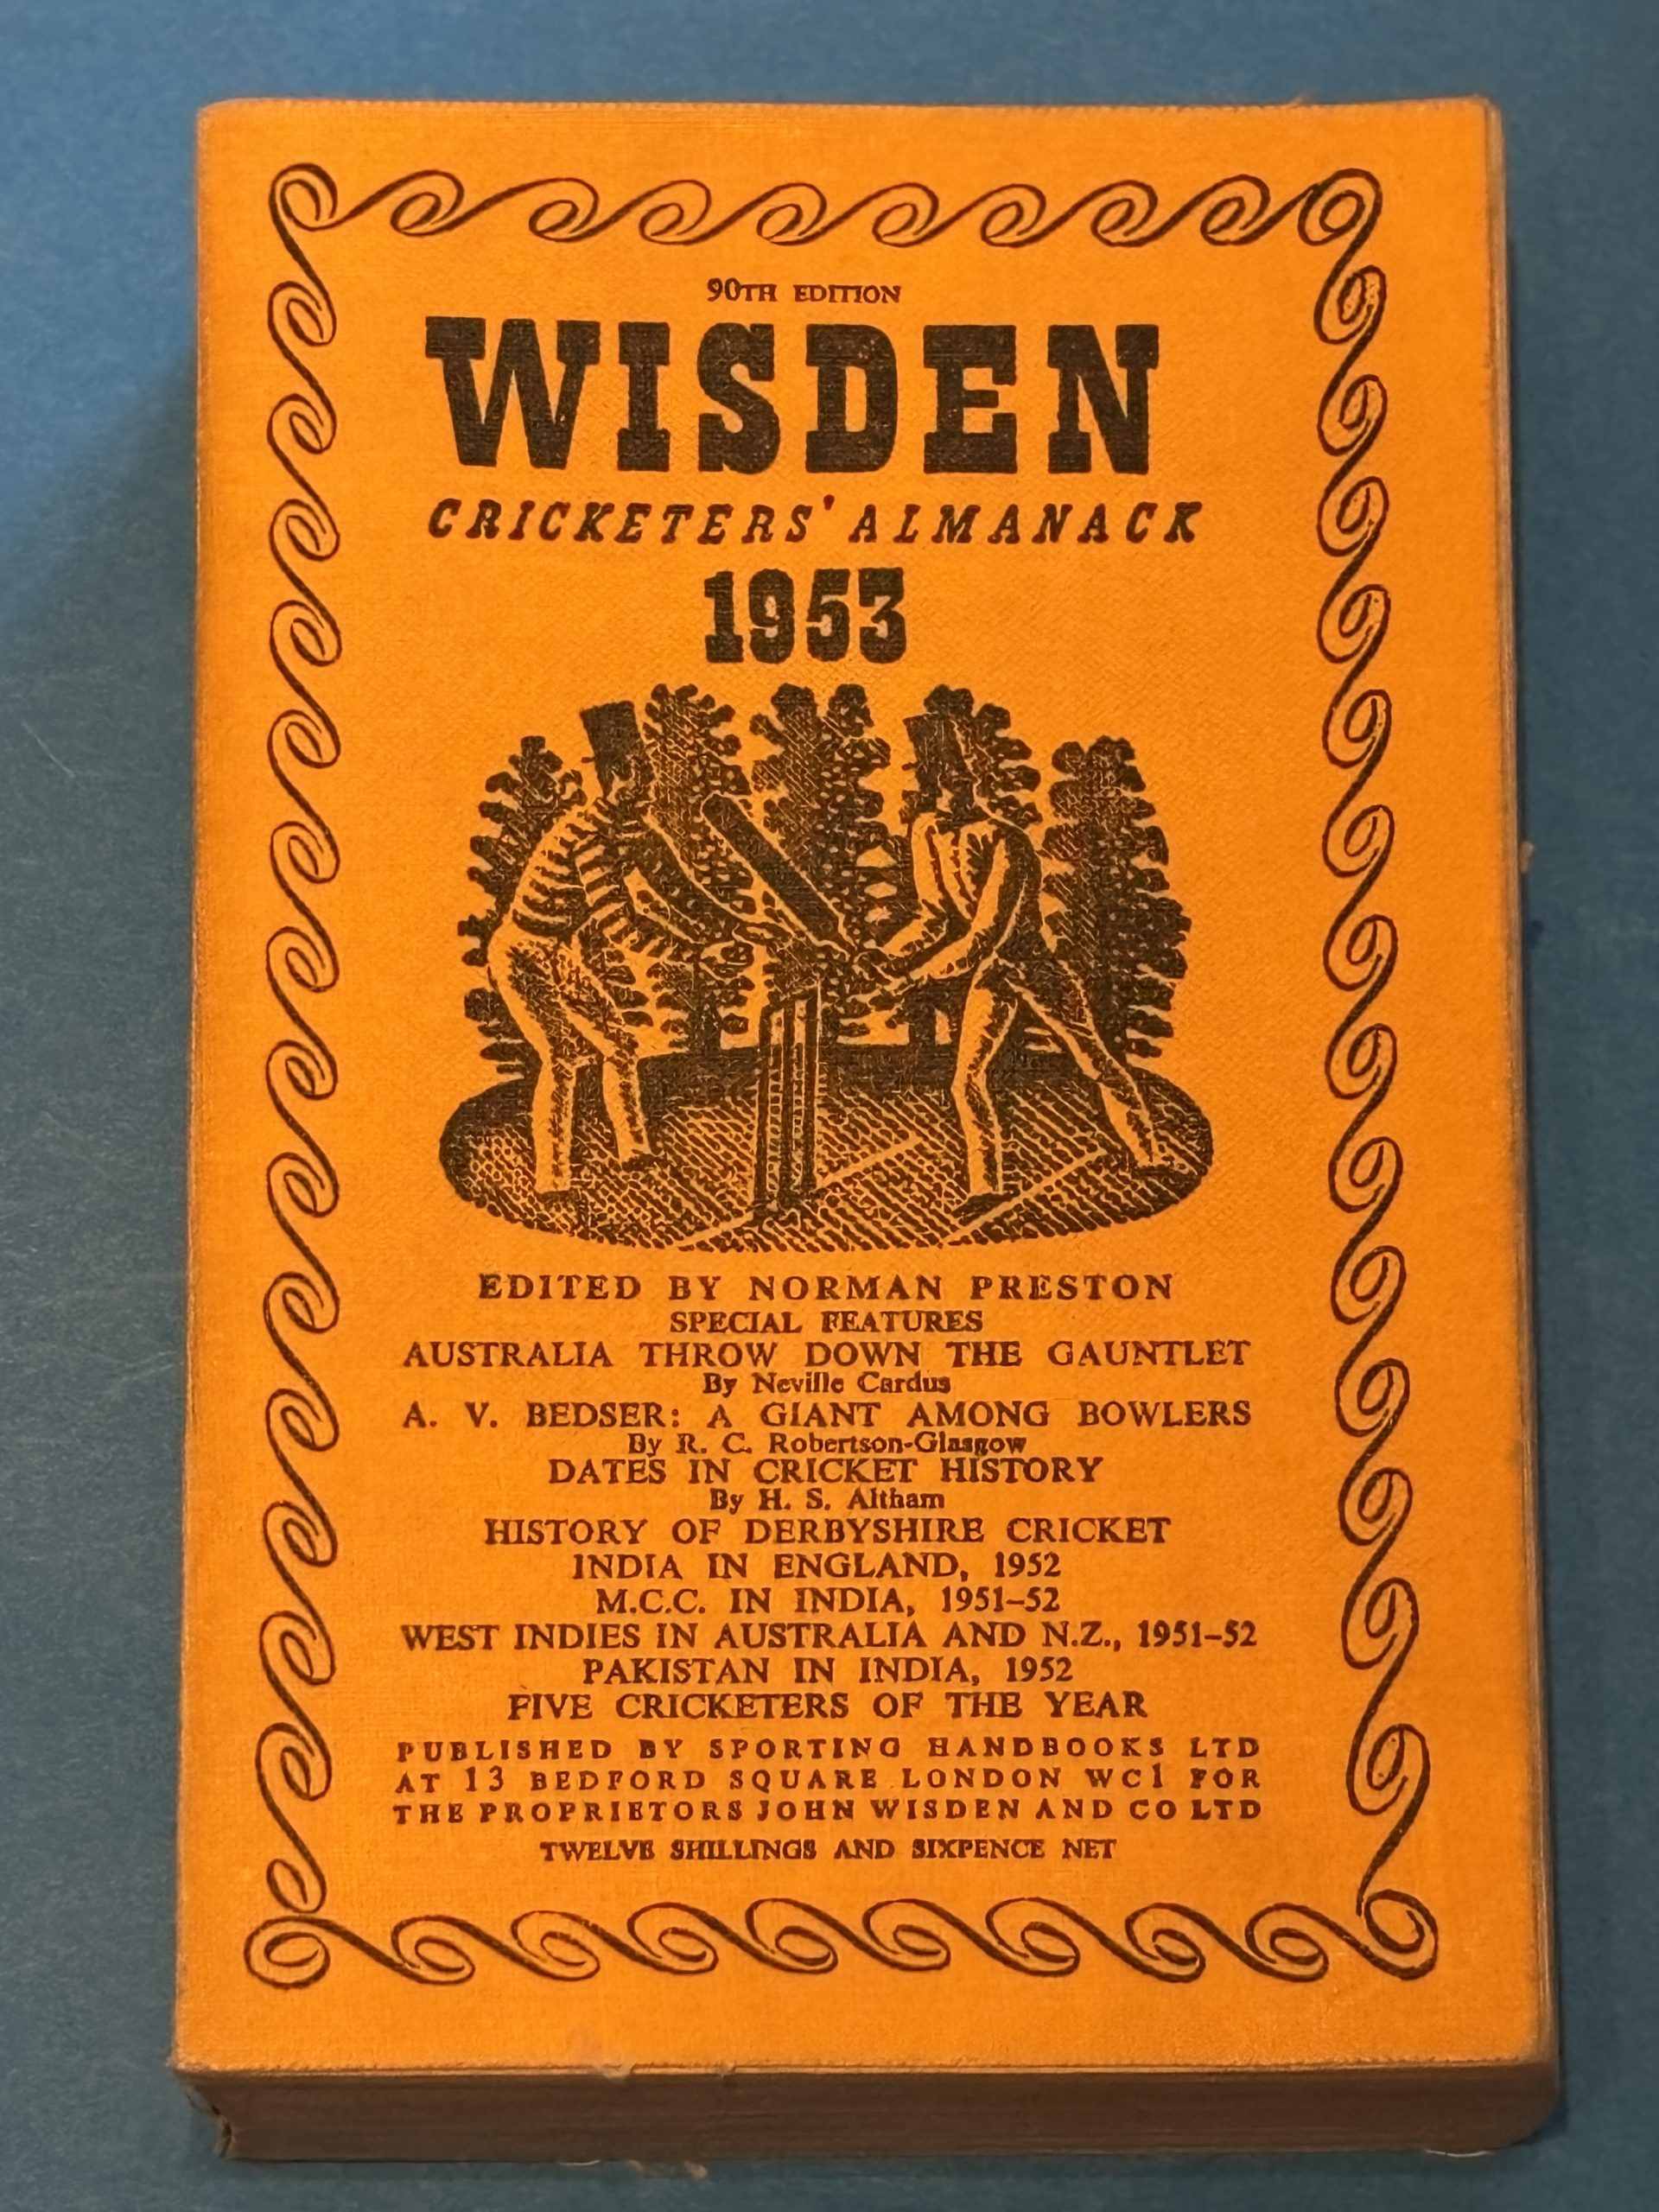 90TH EDITION
WISDEN
CRICKETERS' ALMANACK
1953
EDITED BY NORMAN PRESTON
SPECIAL FEATURES
AUSTRALIA THROW DOWN THE GAUNTLET
By Neville Cardus
A. V. BEDSER: A GIANT AMONG BOWLERS
By R. C. Robertson-Glasgow
DATES IN CRICKET HISTORY
By H. S. Altham
HISTORY OF DERBYSHIRE CRICKET
INDIA IN ENGLAND, 1952
M.C.C. IN INDIA, 1951–52
WEST INDIES IN AUSTRALIA AND N.Z., 1951–52
PAKISTAN IN INDIA, 1952
FIVE CRICKETERS OF THE YEAR
PUBLISHED BY SPORTING HANDBOOKS LTD
AT 13 BEDFORD SQUARE LONDON WC1 FOR
THE PROPRIETORS JOHN WISDEN AND CO LTD
TWELVE SHILLINGS AND SIXPENCE NET